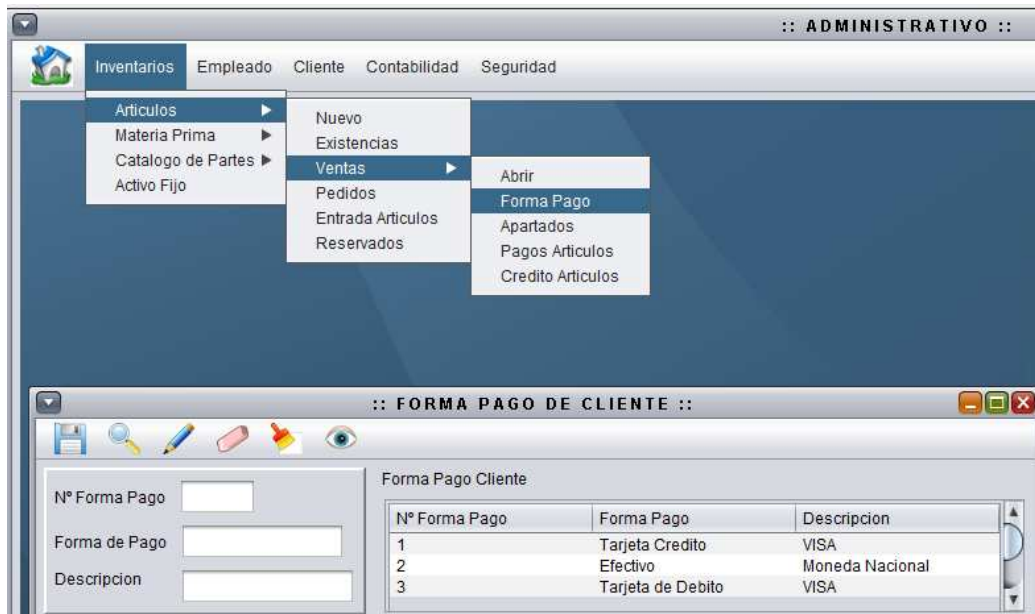 :: ADMINISTRATIVO ::
Inventarios Empleado Cliente Contabilidad Seguridad
Articulos
Materia Prima
Catalogo de Partes
Activo Fijo
Nuevo
Existencias
Ventas
Pedidos
Entrada Articulos
Reservados
Abrir
Forma Pago
Apartados
Pagos Articulos
Credito Articulos
:: FORMA PAGO DE CLIENTE ::
Nº Forma Pago
Forma de Pago
Descripcion
Forma Pago Cliente
Nº Forma Pago Forma Pago Descripcion
1 Tarjeta Credito VISA
2 Efectivo Moneda Nacional
3 Tarjeta de Debito VISA